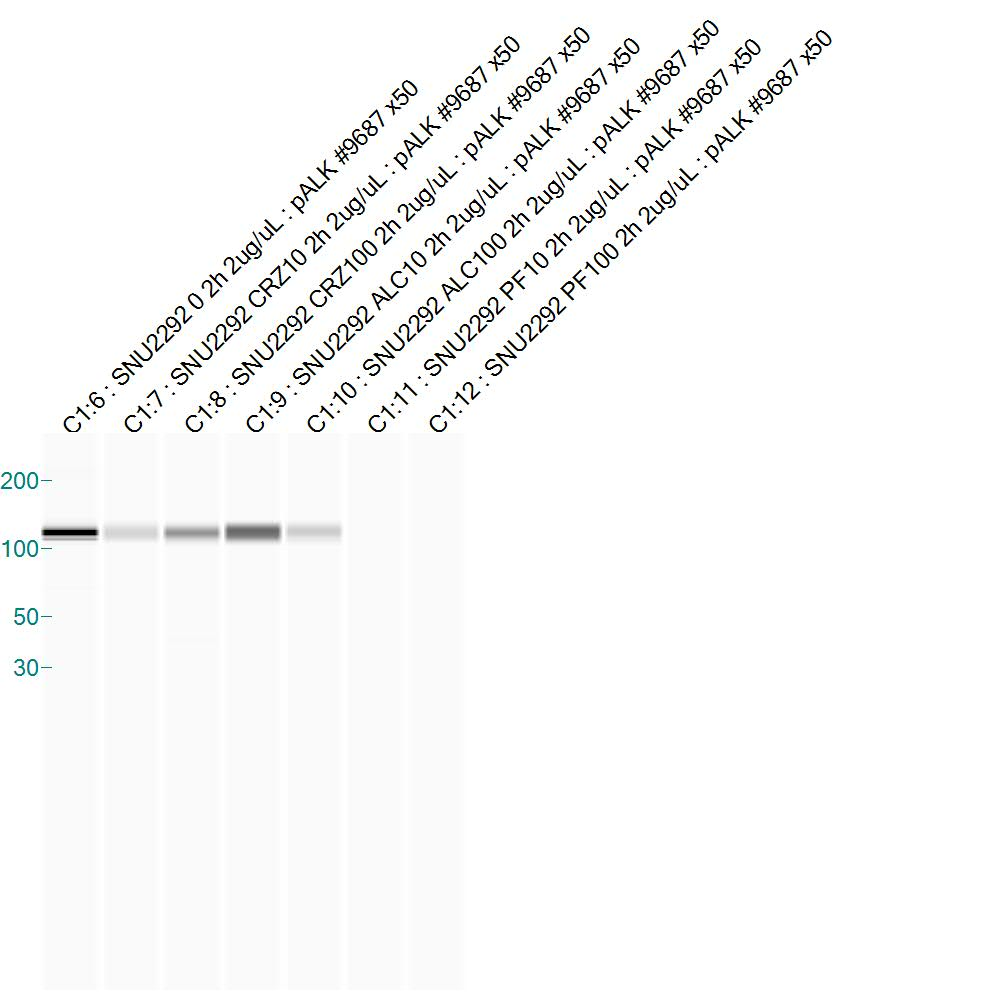 C1:6 : SNU2292 0 2h 2ug/uL : pALK #9687 x50
C1:7 : SNU2292 CRZ10 2h 2ug/uL : pALK #9687 x50
C1:8 : SNU2292 CRZ100 2h 2ug/uL : pALK #9687 x50
C1:9 : SNU2292 ALC10 2h 2ug/uL : pALK #9687 x50
C1:10 : SNU2292 ALC100 2h 2ug/uL : pALK #9687 x50
C1:11 : SNU2292 PF10 2h 2ug/uL : pALK #9687 x50
C1:12 : SNU2292 PF100 2h 2ug/uL : pALK #9687 x50
200
100
50
30